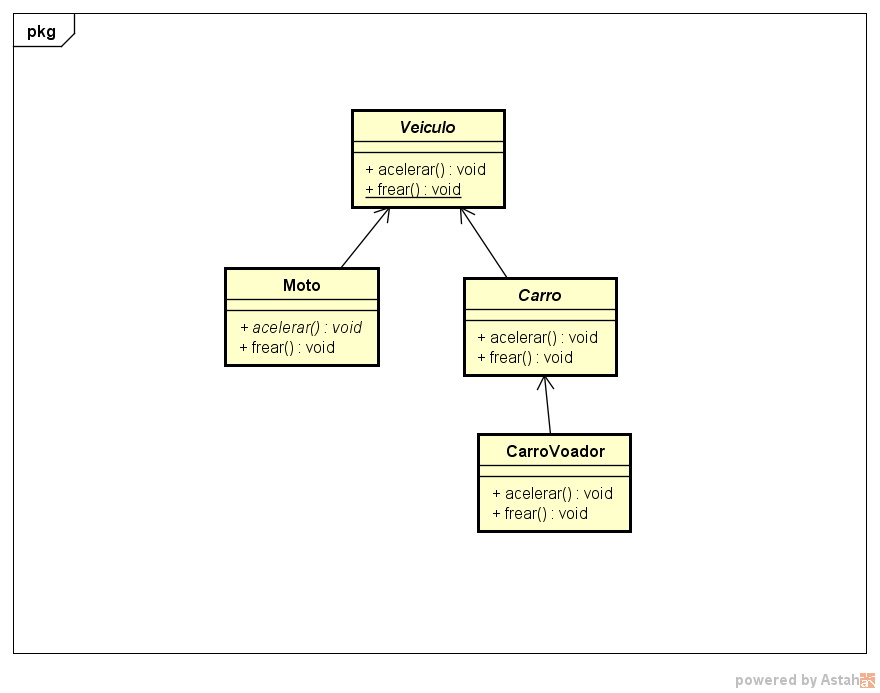 pkg
Veiculo
+ acelerar() : void
+ frear() : void
Moto
+ acelerar() : void
+ frear() : void
Carro
+ acelerar() : void
+ frear() : void
CarroVoador
+ acelerar() : void
+ frear() : void
powered by Astah